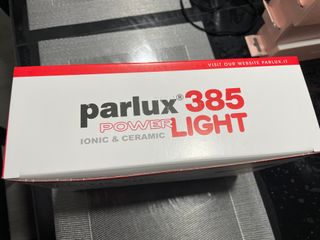 VISIT OUR WEBSITE PARLUX.IT
parlux® 385
POWER LIGHT
IONIC & CERAMIC